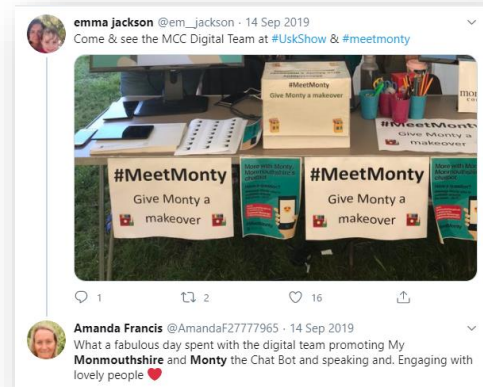 emma jackson @em__jackson · 14 Sep 2019
Come & see the MCC Digital Team at #UskShow & #meetmonty
#MeetMonty
Give Monty a makeover
#MeetMonty
Give Monty a
makeover
#MeetMonty
Give Monty a
makeover
#MeetMonty
Give Monty a
makeover
1 2 16
Amanda Francis @AmandaF27777965 · 14 Sep 2019
What a fabulous day spent with the digital team promoting My
Monmouthshire and Monty the Chat Bot and speaking and. Engaging with
lovely people